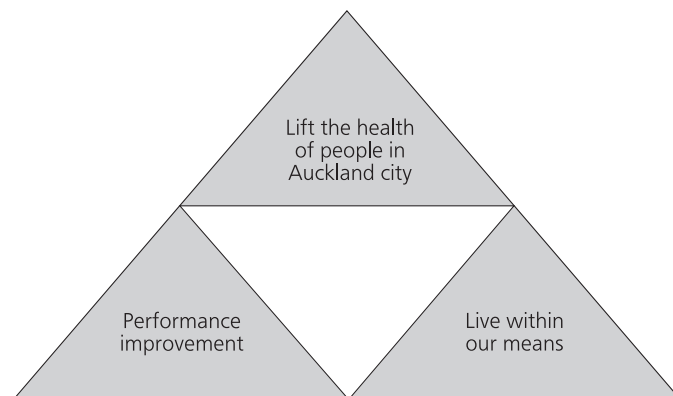 Lift the health
of people in
Auckland city
Performance
improvement
Live within
our means